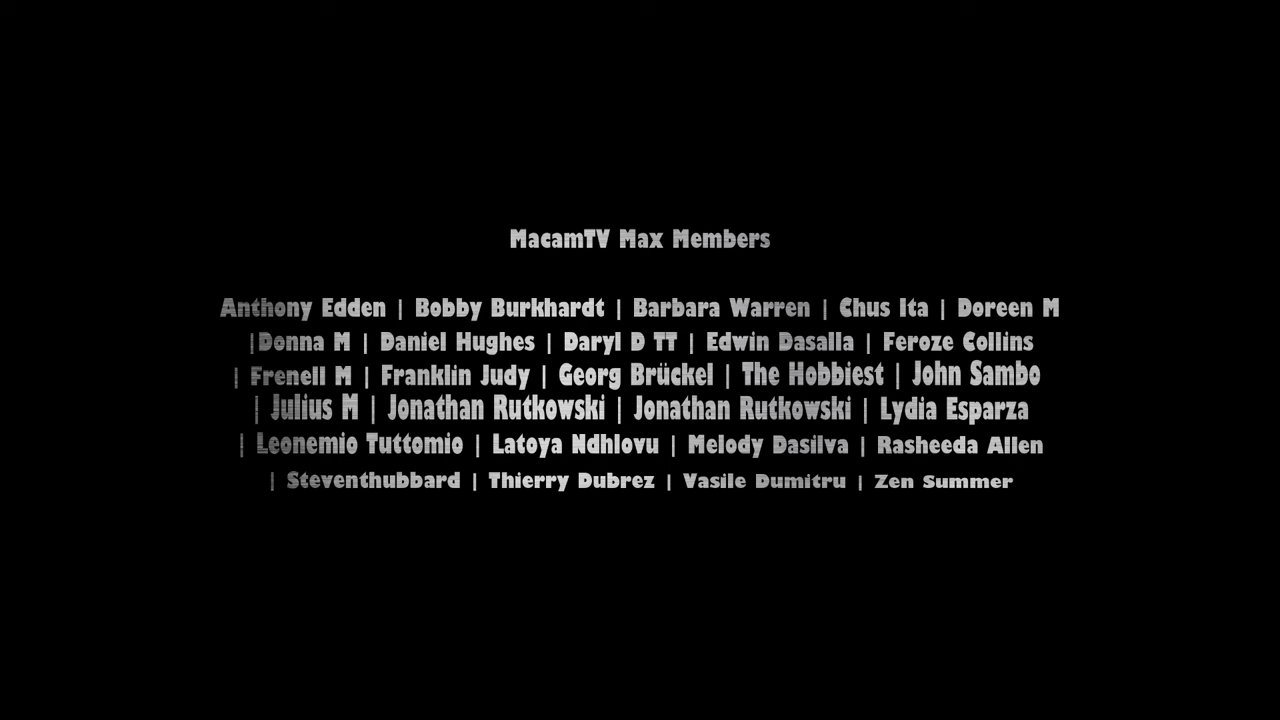 MacamTV Max Members
Anthony Edden | Bobby Burkhardt | Barbara Warren | Chus Ita | Doreen M
|Donna M | Daniel Hughes | Daryl D TT | Edwin Dasalla | Feroze Collins
| Frenell M | Franklin Judy | Georg Brückel | The Hobbiest | John Sambo
| Julius M | Jonathan Rutkowski | Jonathan Rutkowski | Lydia Esparza
| Leonemio Tuttomio | Latoya Ndhlovu | Melody Dasilva | Rasheeda Allen
| Steventhubbard | Thierry Dubrez | Vasile Dumitru | Zen Summer